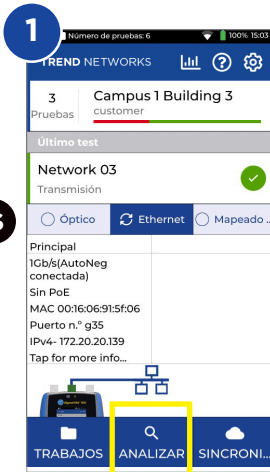 1
Número de pruebas: 6
100% 15:03
TREND NETWORKS
3
Pruebas
Campus 1 Building 3
customer
Último test
Network 03
Transmisión
S
Óptico
Ethernet
Mapeado ..
Principal
1Gb/s(AutoNeg
conectada)
Sin PoE
MAC 00:16:06:91:5f:06
Puerto n.º g35
IPv4- 172.20.20.139
Tap for more info...
TRABAJOS
ANALIZAR
SINCRONI...